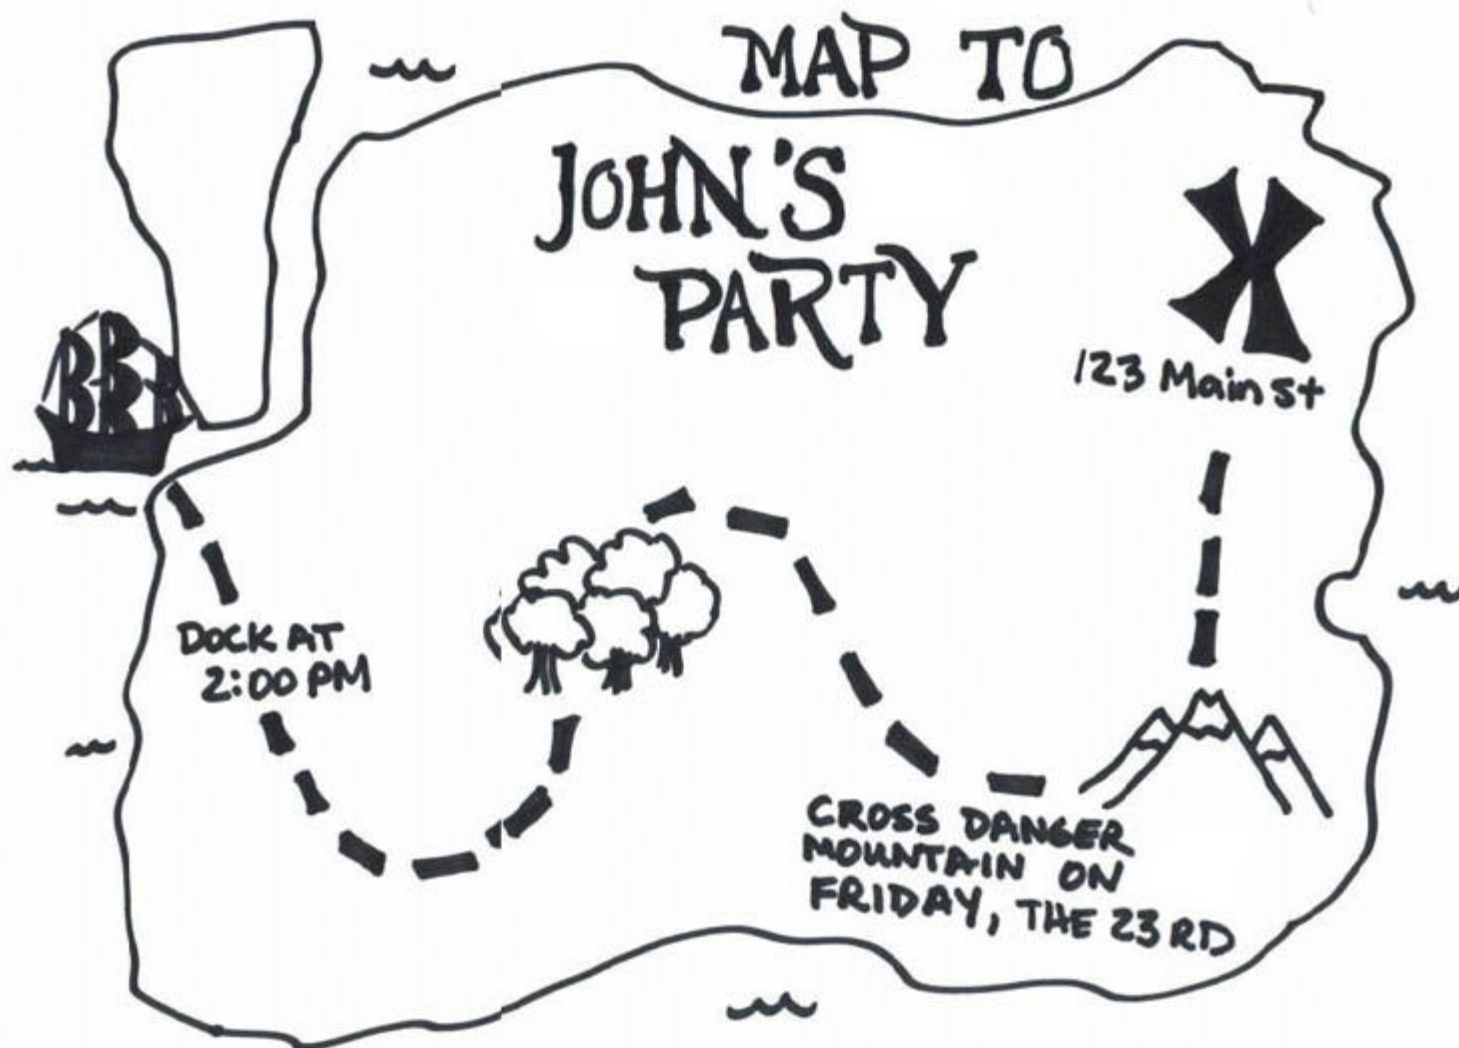 MAP TO
JOHN'S
PARTY
123 Main St
DOCK AT
2:00 PM
CROSS DANGER
MOUNTAIN ON
FRIDAY, THE 23RD